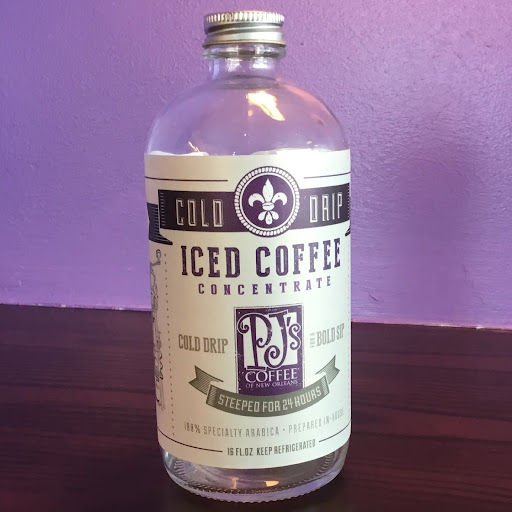 COLD DRIP
ICED COFFEE
CONCENTRATE
COLD DRIP
PJ's
COFFEE
OF NEW ORLEANS
FOR A BOLD SIP
STEEPED FOR 24 HOURS
100% SPECIALTY ARABICA • PREPARED IN-HOUSE
16 FL.OZ KEEP REFRIGERATED